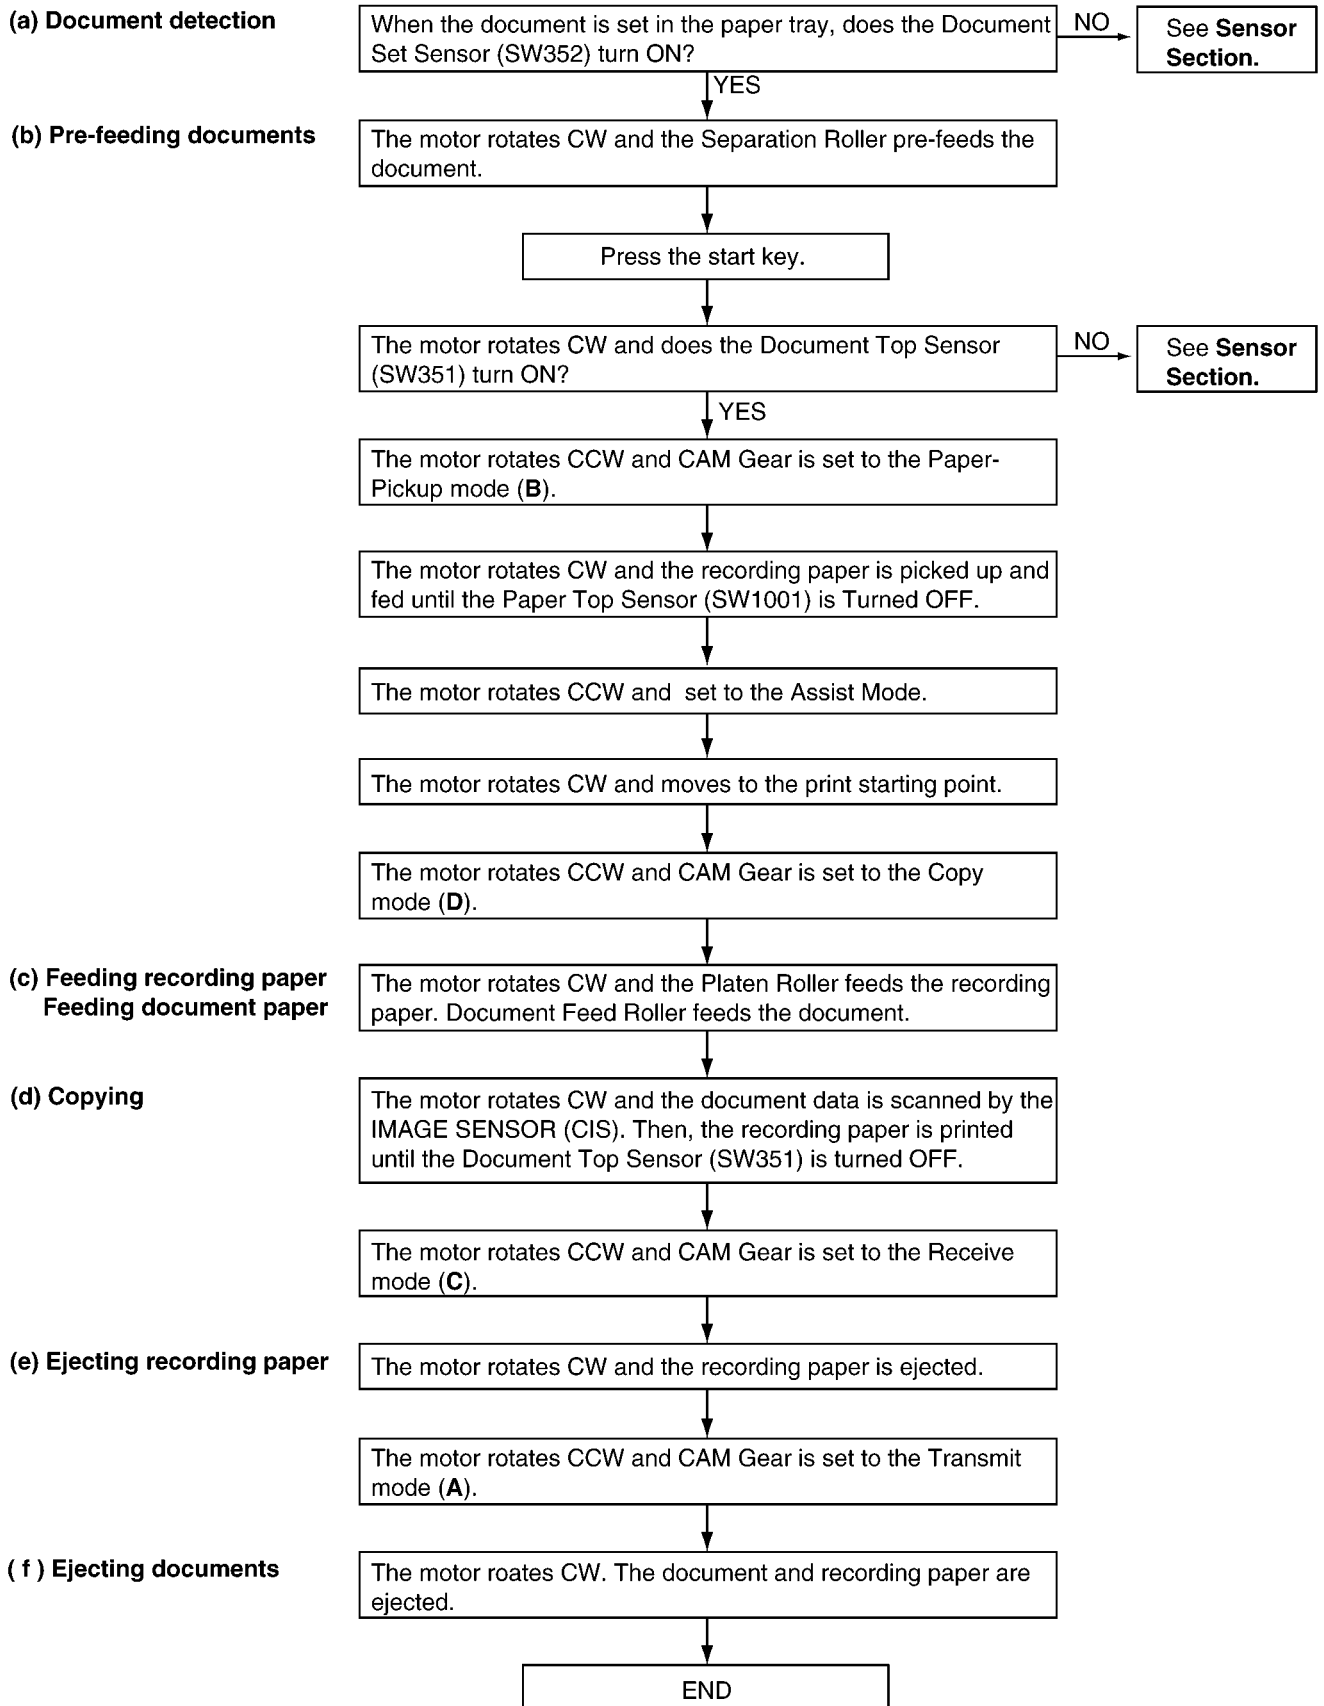 (a) Document detection
When the document is set in the paper tray, does the Document
Set Sensor (SW352) turn ON?
NO
See Sensor
Section.
YES
(b) Pre-feeding documents
The motor rotates CW and the Separation Roller pre-feeds the
document.
Press the start key.
The motor rotates CW and does the Document Top Sensor
(SW351) turn ON?
NO
See Sensor
Section.
YES
The motor rotates CCW and CAM Gear is set to the Paper-
Pickup mode (B).
The motor rotates CW and the recording paper is picked up and
fed until the Paper Top Sensor (SW1001) is Turned OFF.
The motor rotates CCW and  set to the Assist Mode.
The motor rotates CW and moves to the print starting point.
The motor rotates CCW and CAM Gear is set to the Copy
mode (D).
(c) Feeding recording paper
Feeding document paper
The motor rotates CW and the Platen Roller feeds the recording
paper. Document Feed Roller feeds the document.
(d) Copying
The motor rotates CW and the document data is scanned by the
IMAGE SENSOR (CIS). Then, the recording paper is printed
until the Document Top Sensor (SW351) is turned OFF.
The motor rotates CCW and CAM Gear is set to the Receive
mode (C).
(e) Ejecting recording paper
The motor rotates CW and the recording paper is ejected.
The motor rotates CCW and CAM Gear is set to the Transmit
mode (A).
( f ) Ejecting documents
The motor roates CW. The document and recording paper are
ejected.
END